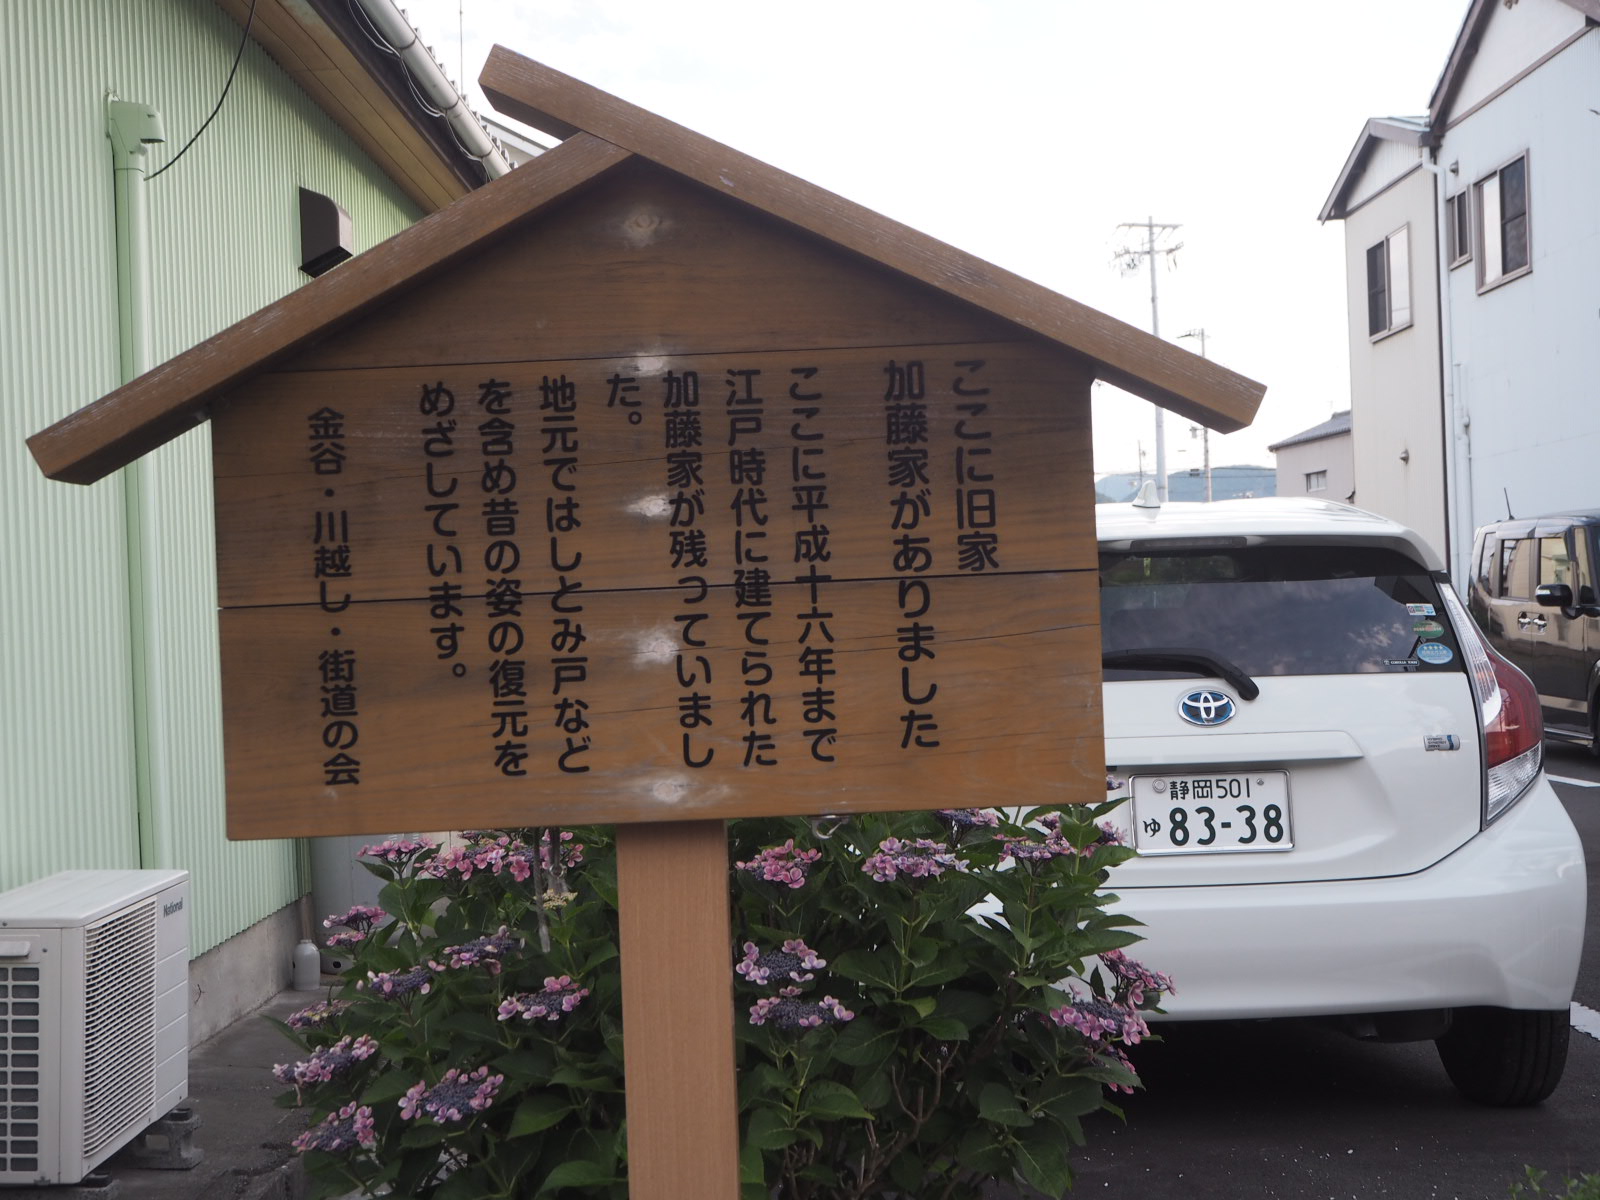 ここに旧家
加藤家がありました
ここに平成十六年まで
江戸時代に建てられた
加藤家が残っていまし
た。
地元ではしとみ戸など
を含め昔の姿の復元を
めざしています。
金谷・川越し・街道の会
静岡501
ゆ 83-38
National